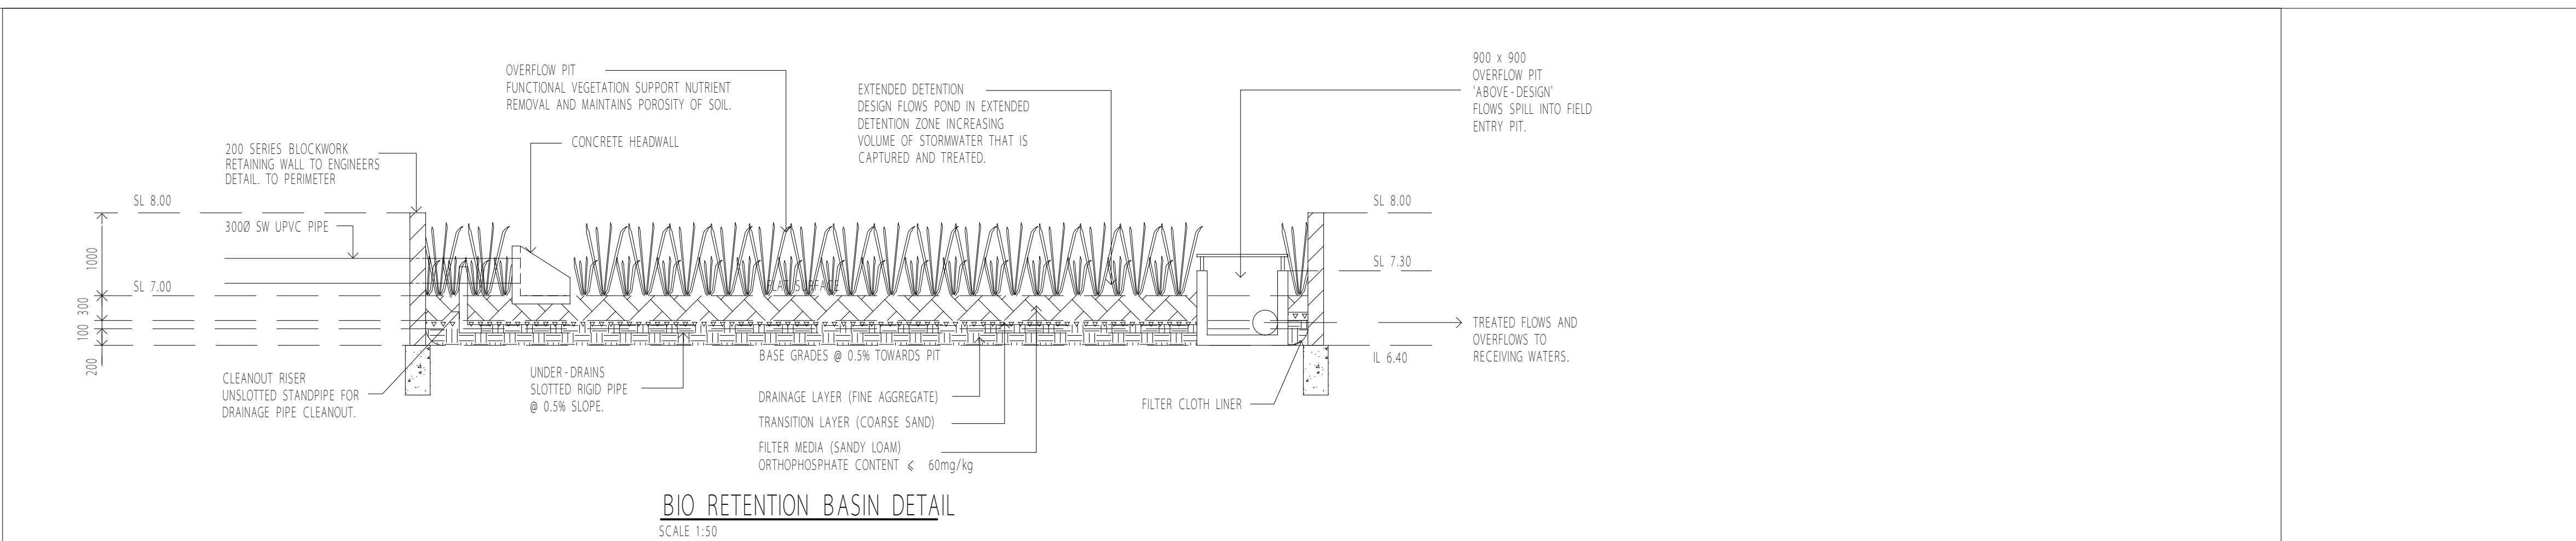 OVERFLOW PIT
FUNCTIONAL VEGETATION SUPPORT NUTRIENT
REMOVAL AND MAINTAINS POROSITY OF SOIL.
EXTENDED DETENTION
DESIGN FLOWS POND IN EXTENDED
DETENTION ZONE INCREASING
VOLUME OF STORMWATER THAT IS
CAPTURED AND TREATED.
900 x 900
OVERFLOW PIT
'ABOVE-DESIGN'
FLOWS SPILL INTO FIELD
ENTRY PIT.
CONCRETE HEADWALL
200 SERIES BLOCKWORK
RETAINING WALL TO ENGINEERS
DETAIL. TO PERIMETER
SL 8.00
300Ø SW UPVC PIPE
SL 7.00
1000
300
100
200
SL 8.00
SL 7.30
FLAT SURFACE
TREATED FLOWS AND
OVERFLOWS TO
RECEIVING WATERS.
IL 6.40
BASE GRADES @ 0.5% TOWARDS PIT
CLEANOUT RISER
UNSLOTTED STANDPIPE FOR
DRAINAGE PIPE CLEANOUT.
UNDER-DRAINS
SLOTTED RIGID PIPE
@ 0.5% SLOPE.
DRAINAGE LAYER (FINE AGGREGATE)
TRANSITION LAYER (COARSE SAND)
FILTER MEDIA (SANDY LOAM)
ORTHOPHOSPHATE CONTENT ⩽ 60mg/kg
FILTER CLOTH LINER
BIO RETENTION BASIN DETAIL
SCALE 1:50